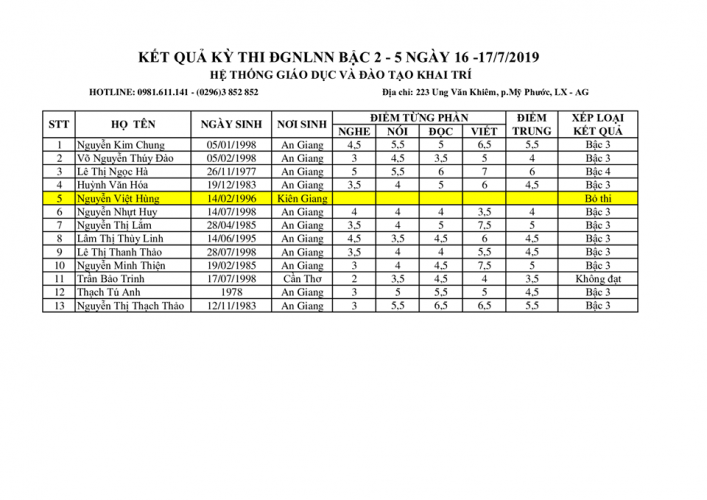 KẾT QUẢ KỲ THI ĐGNLNN BẬC 2 - 5 NGÀY 16 -17/7/2019
HỆ THỐNG GIÁO DỤC VÀ ĐÀO TẠO KHAI TRÍ
HOTLINE: 0981.611.141 - (0296)3 852 852 Địa chỉ: 223 Ung Văn Khiêm, p.Mỹ Phước, LX - AG
STT HỌ TÊN NGÀY SINH NƠI SINH ĐIỂM TỪNG PHẦN ĐIỂM TRUNG XẾP LOẠI KẾT QUẢ
NGHE NÓI ĐỌC VIẾT
1 Nguyễn Kim Chung 05/01/1998 An Giang 4,5 5,5 5 6,5 5,5 Bậc 3
2 Võ Nguyễn Thúy Đào 05/02/1998 An Giang 3 4,5 3,5 5 4 Bậc 3
3 Lê Thị Ngọc Hà 26/11/1977 An Giang 5 5,5 6 7 6 Bậc 4
4 Huỳnh Văn Hóa 19/12/1983 An Giang 3,5 4 5 6 4,5 Bậc 3
5 Nguyễn Việt Hùng 14/02/1996 Kiên Giang Bỏ thi
6 Nguyễn Nhựt Huy 14/07/1998 An Giang 4 4 4 3,5 4 Bậc 3
7 Nguyễn Thị Lắm 28/04/1985 An Giang 3,5 4 5 7,5 5 Bậc 3
8 Lâm Thị Thùy Linh 14/06/1995 An Giang 4,5 3,5 4,5 6 4,5 Bậc 3
9 Lê Thị Thanh Thảo 28/07/1998 An Giang 3,5 4 4 5,5 4,5 Bậc 3
10 Nguyễn Minh Thiện 19/02/1985 An Giang 3 4 4,5 7,5 5 Bậc 3
11 Trần Bảo Trinh 17/07/1998 Cần Thơ 2 3,5 4,5 4 3,5 Không đạt
12 Thạch Tú Anh 1978 An Giang 3 5 5,5 5 4,5 Bậc 3
13 Nguyễn Thị Thạch Thảo 12/11/1983 An Giang 3 5,5 6,5 6,5 5,5 Bậc 3